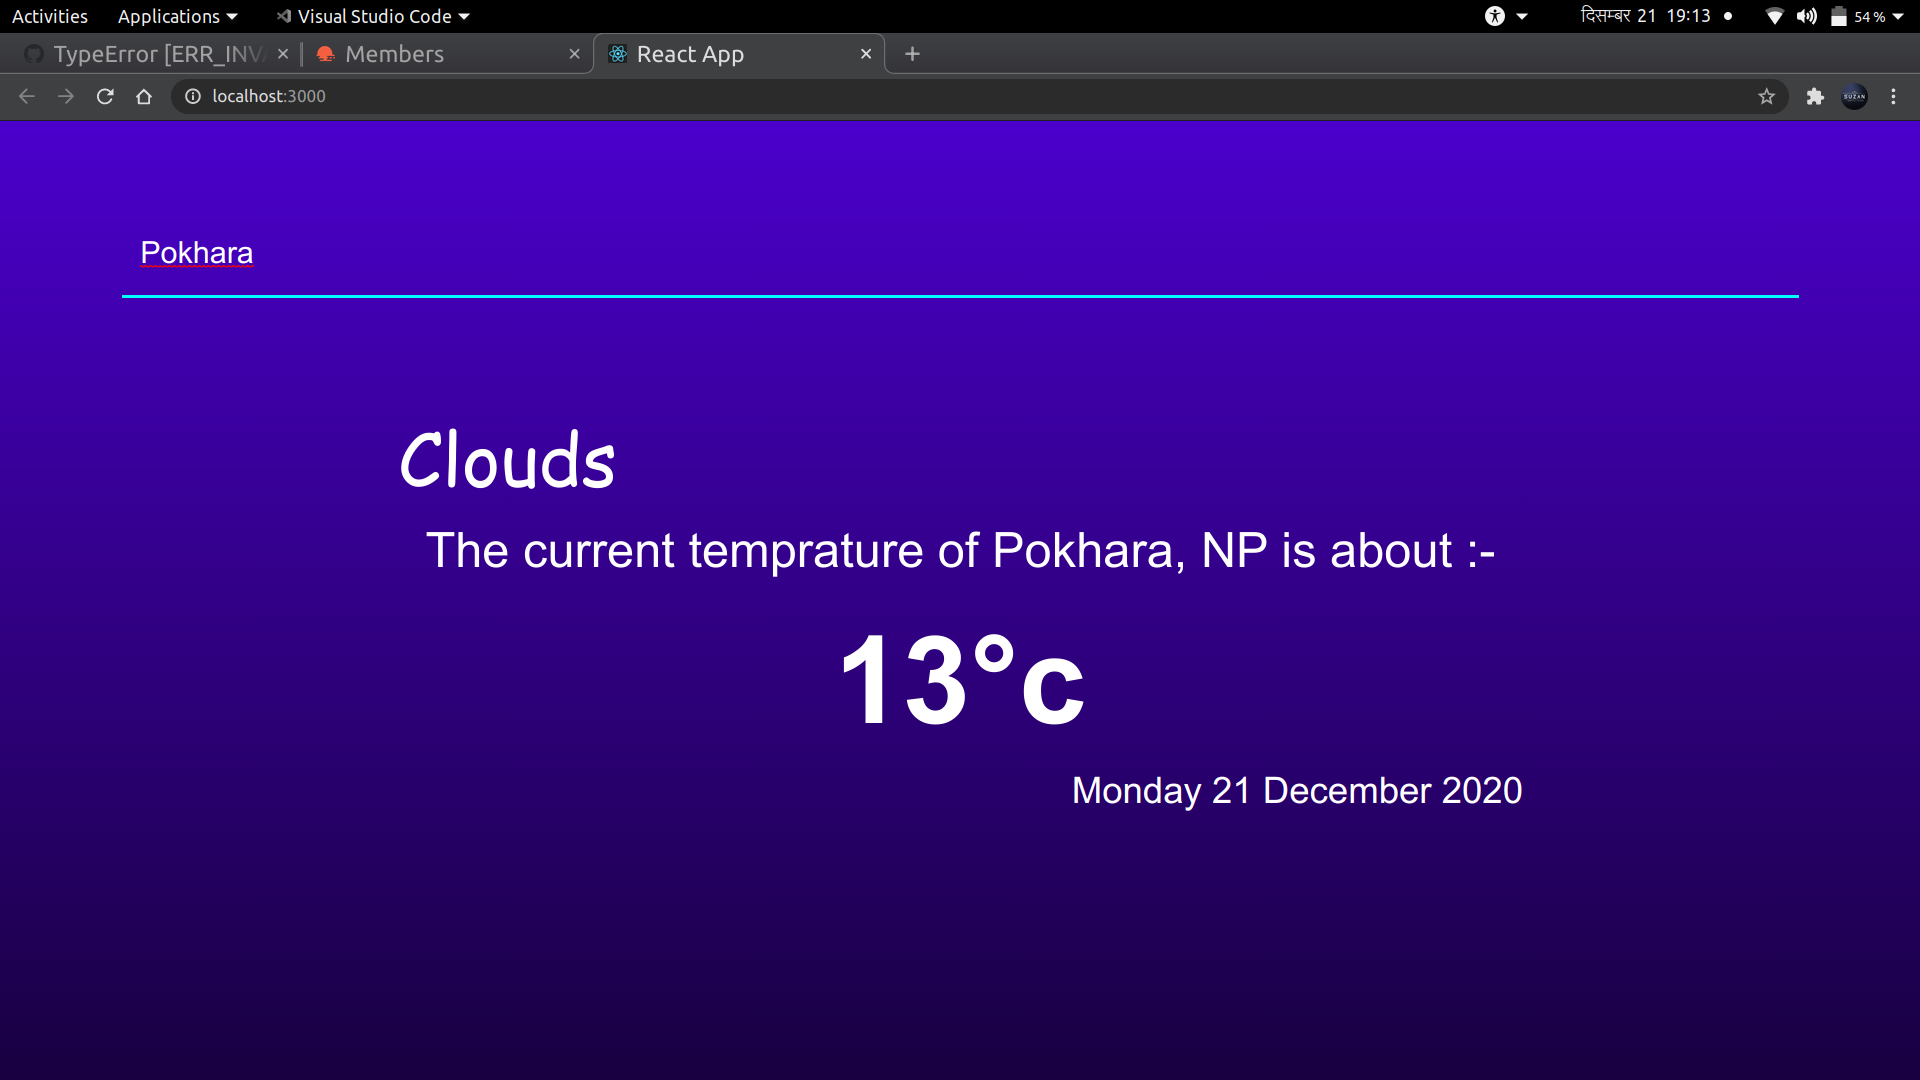 Activities Applications Visual Studio Code दिसम्बर 21 19:13 54 %
TypeError [ERR_INVA Members React App
localhost:3000
Pokhara
Clouds
The current temprature of Pokhara, NP is about :-
13°c
Monday 21 December 2020